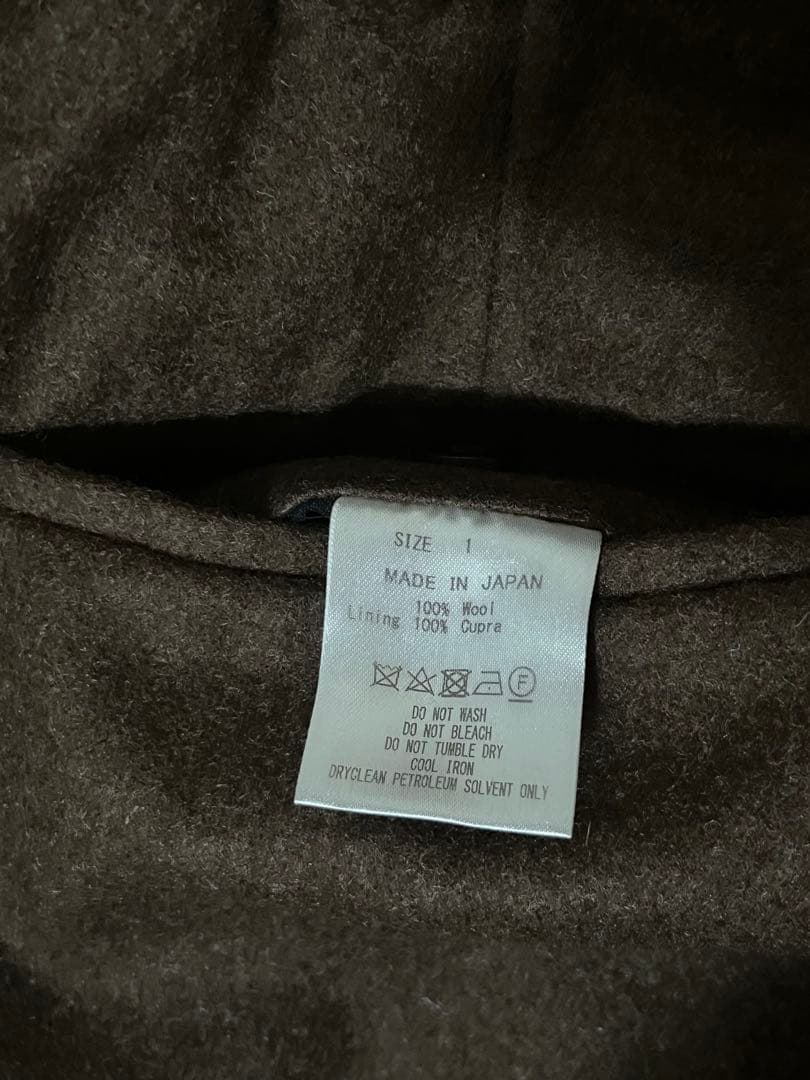 SIZE 1
MADE IN JAPAN
100% Wool
Lining 100% Cupra
F
DO NOT WASH
DO NOT BLEACH
DO NOT TUMBLE DRY
COOL IRON
DRYCLEAN PETROLEUM SOLVENT ONLY